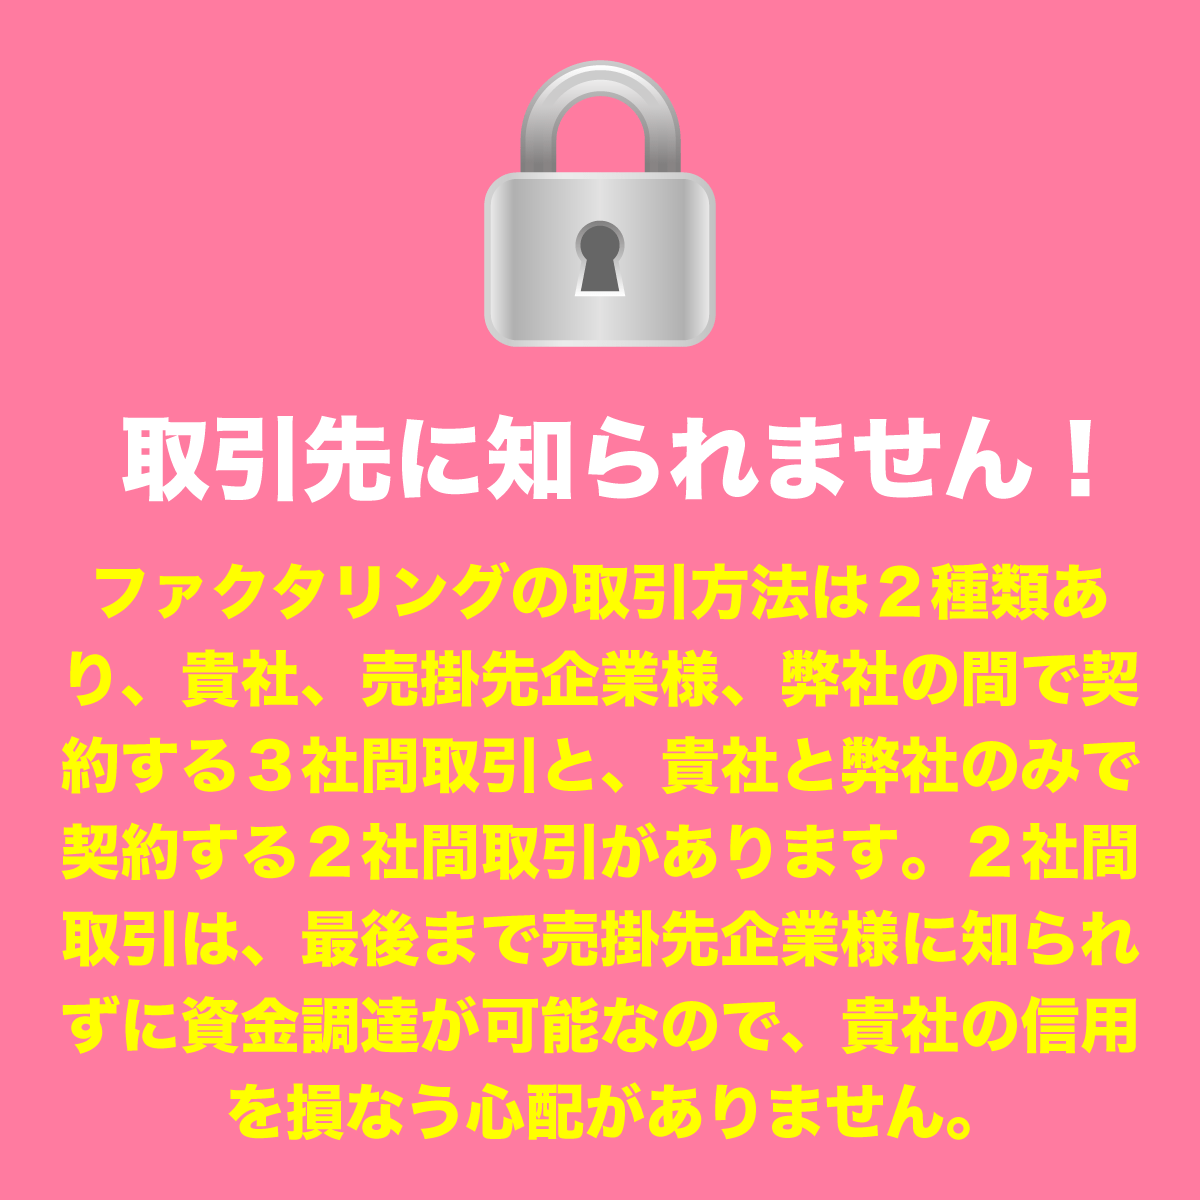 取引先に知られません！
ファクタリングの取引方法は２種類あ
り、貴社、売掛先企業様、弊社の間で契
約する３社間取引と、貴社と弊社のみで
契約する２社間取引があります。２社間
取引は、最後まで売掛先企業様に知られ
ずに資金調達が可能なので、貴社の信用
を損なう心配がありません。